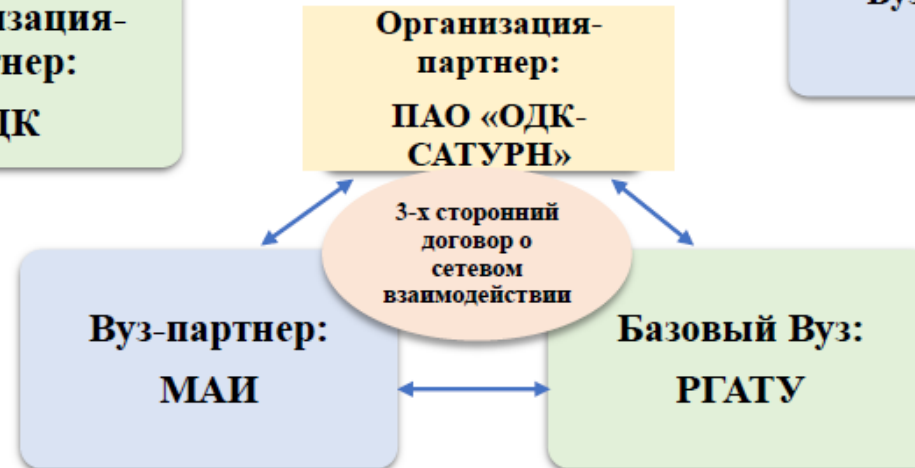 Организация-
партнер:
ПАО «ОДК-
САТУРН»
3-х сторонний
договор о
сетевом
взаимодействии
Вуз-партнер:
МАИ
Базовый Вуз:
РГАТУ